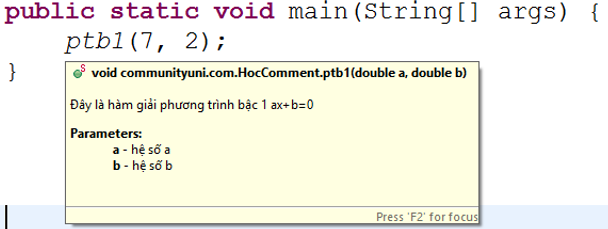 public static void main(String[] args) {
ptb1(7, 2);
}
void communityuni.com.HocComment.ptb1(double a, double b)
Đây là hàm giải phương trình bậc 1 ax+b=0
Parameters:
a - hệ số a
b - hệ số b
Press 'F2' for focus